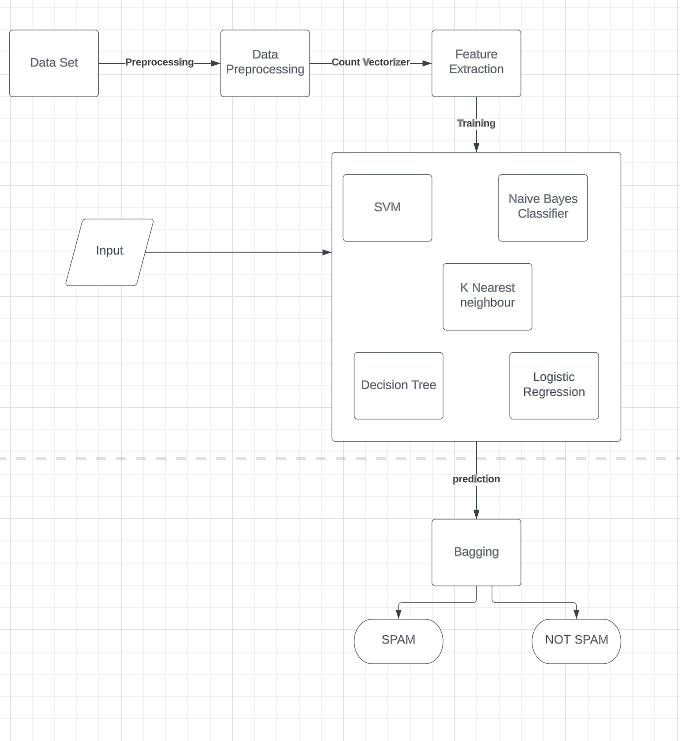 Data Set
Preprocessing
Data
Preprocessing
Count Vectorizer
Feature
Extraction
Training
SVM
Naive Bayes
Classifier
Input
K Nearest
neighbour
Decision Tree
Logistic
Regression
prediction
Bagging
SPAM
NOT SPAM